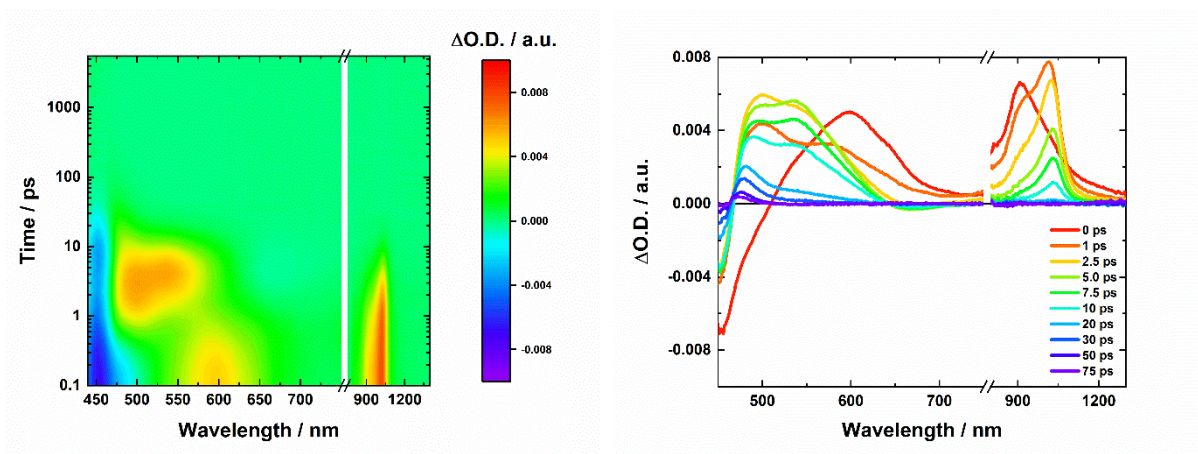 ΔO.D. / a.u.
0.008
0.004
0.000
-0.004
-0.008
Time / ps
1000
100
10
1
0.1
450 500 550 600 650 700 900 1200
Wavelength / nm
ΔO.D. / a.u.
0.008
0.004
0.000
-0.004
-0.008
0 ps
1 ps
2.5 ps
5.0 ps
7.5 ps
10 ps
20 ps
30 ps
50 ps
75 ps
500 600 700 900 1200
Wavelength / nm